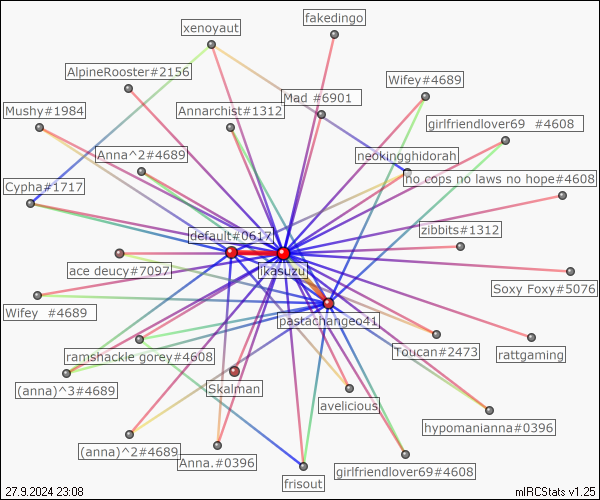 fakedingo
xenoyaut
AlpineRooster#2156
Wifey#4689
Mad  #6901
Mushy#1984
Annarchist#1312
girlfriendlover69  #4608
Anna^2#4689
neokingghidorah
no cops no laws no hope#4608
Cypha#1717
zibbits#1312
default#0617
ace deucy#7097
ikasuzu
Soxy Foxy#5076
Wifey  #4689
pastachangeo41
ramshackle gorey#4608
Toucan#2473
rattgaming
(anna)^3#4689
Skalman
avelicious
hypomanianna#0396
(anna)^2#4689
Anna.#0396
girlfriendlover69#4608
frisout
27.9.2024 23:08
mIRCStats v1.25